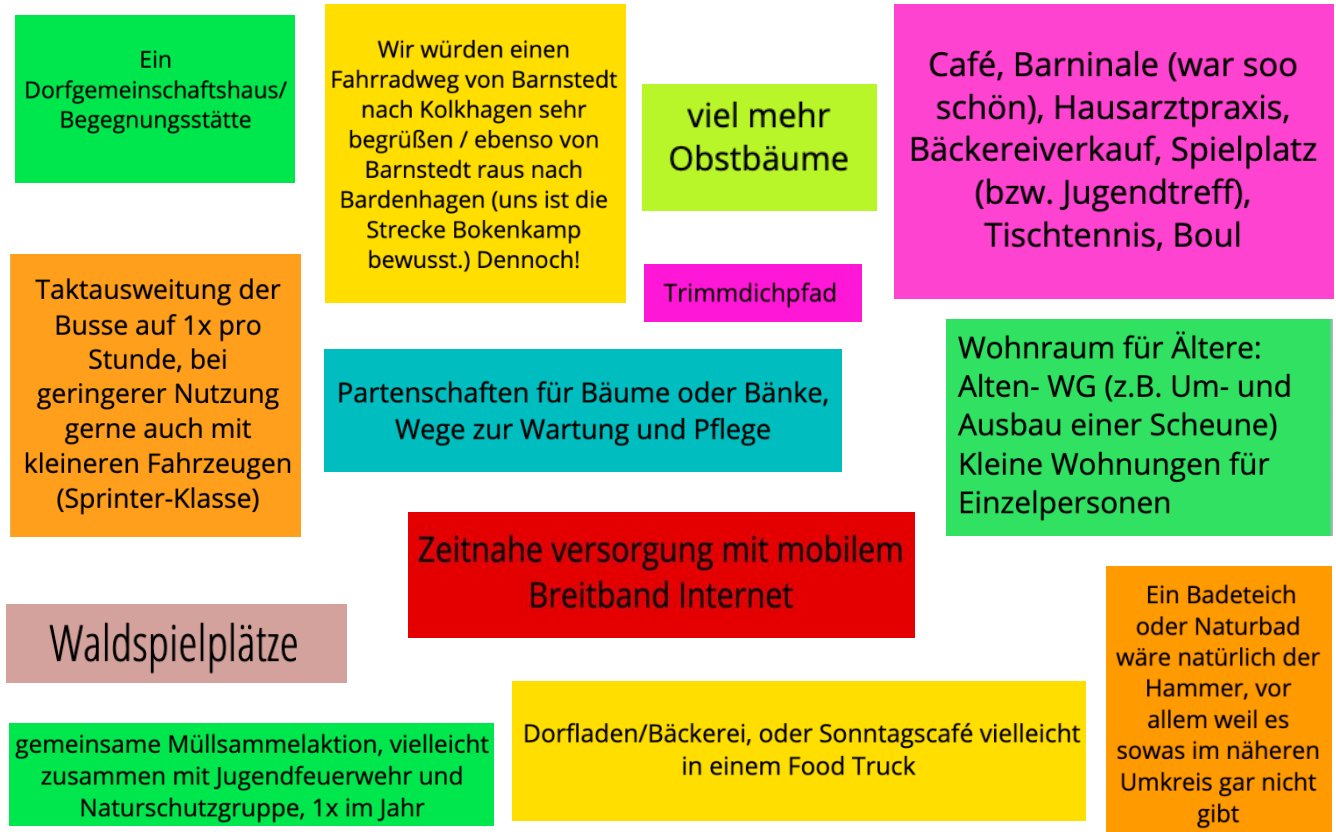 Ein
Dorfgemeinschaftshaus/
Begegnungsstätte
Wir würden einen
Fahrradweg von Barnstedt
nach Kolkhagen sehr
begrüßen / ebenso von
Barnstedt raus nach
Bardenhagen (uns ist die
Strecke Bokenkamp
bewusst.) Dennoch!
viel mehr
Obstbäume
Café, Barninale (war soo
schön), Hausarztpraxis,
Bäckereiverkauf, Spielplatz
(bzw. Jugendtreff),
Tischtennis, Boul
Taktausweitung der
Busse auf 1x pro
Stunde, bei
geringerer Nutzung
gerne auch mit
kleineren Fahrzeugen
(Sprinter-Klasse)
Trimmdichpfad
Partenschaften für Bäume oder Bänke,
Wege zur Wartung und Pflege
Wohnraum für Ältere:
Alten- WG (z.B. Um- und
Ausbau einer Scheune)
Kleine Wohnungen für
Einzelpersonen
Zeitnahe versorgung mit mobilem
Breitband Internet
Waldspielplätze
Ein Badeteich
oder Naturbad
wäre natürlich der
Hammer, vor
allem weil es
sowas im näheren
Umkreis gar nicht
gibt
gemeinsame Müllsammelaktion, vielleicht
zusammen mit Jugendfeuerwehr und
Naturschutzgruppe, 1x im Jahr
Dorfladen/Bäckerei, oder Sonntagscafé vielleicht
in einem Food Truck